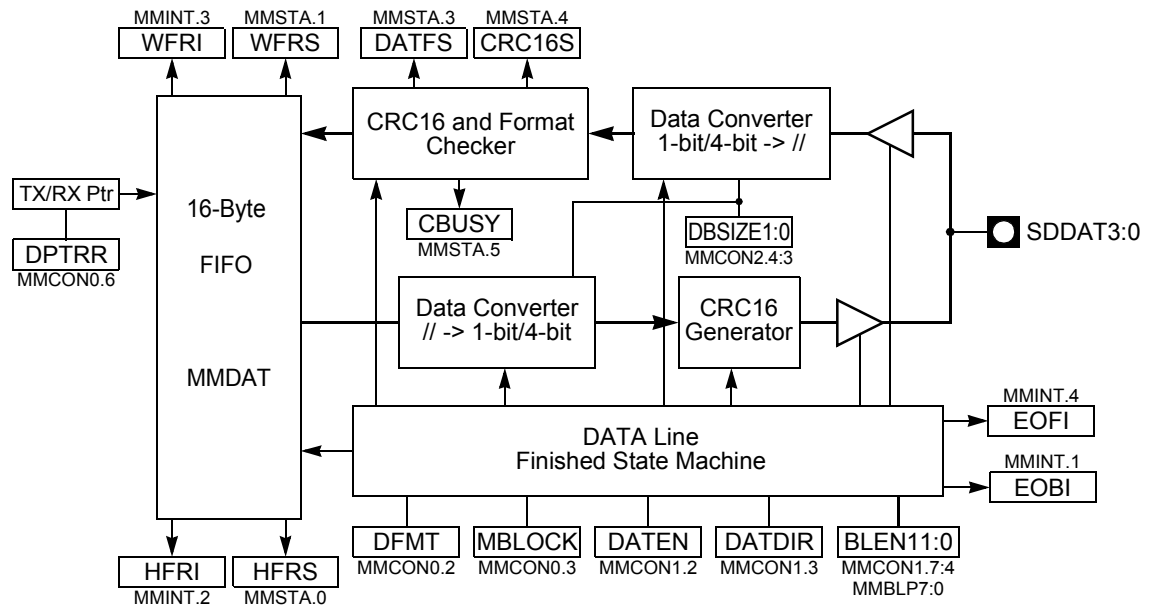 MMINT.3
MMSTA.1
MMSTA.3
MMSTA.4
WFRI
WFRS
DATFS
CRC16S
CRC16 and Format
Checker
Data Converter
1-bit/4-bit -> //
TX/RX Ptr
DPTRR
MMCON0.6
16-Byte
FIFO
MMDAT
CBUSY
MMSTA.5
DBSIZE1:0
MMCON2.4:3
SDDAT3:0
Data Converter
// -> 1-bit/4-bit
CRC16
Generator
DATA Line
Finished State Machine
MMINT.4
EOFI
MMINT.1
EOBI
HFRI
MMINT.2
HFRS
MMSTA.0
DFMT
MMCON0.2
MBLOCK
MMCON0.3
DATEN
MMCON1.2
DATDIR
MMCON1.3
BLEN11:0
MMCON1.7:4
MMBLP7:0